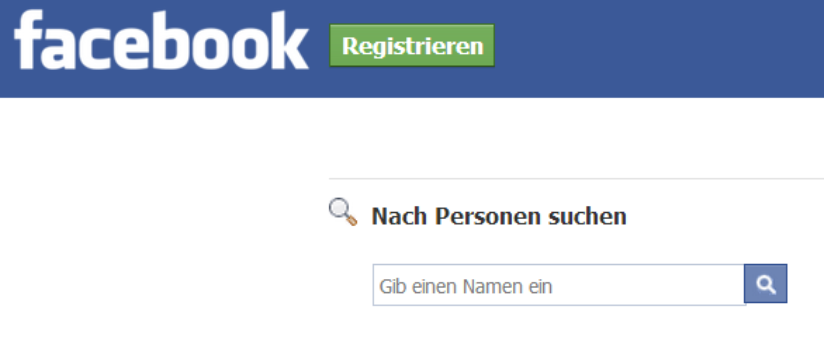 facebook Registrieren
Nach Personen suchen
Gib einen Namen ein